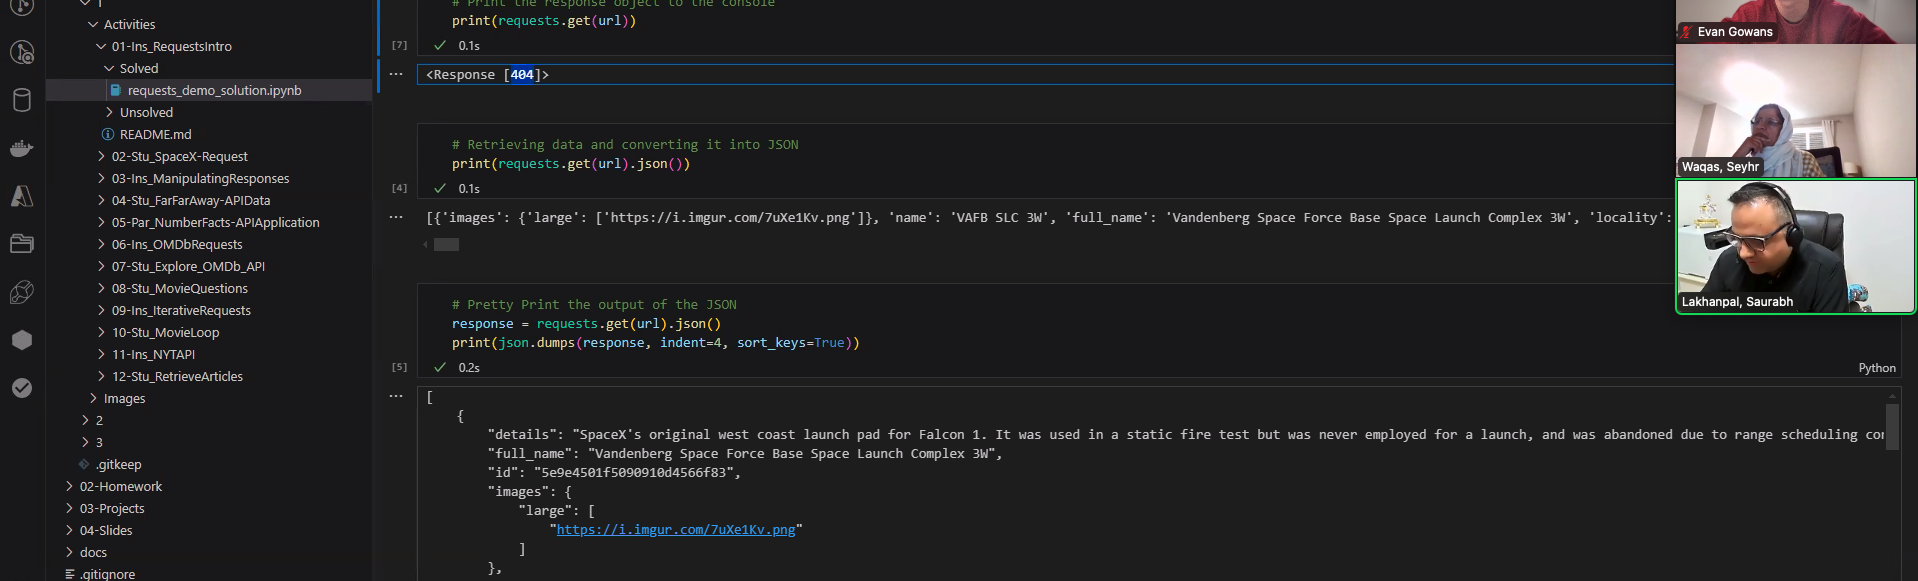 1
Activities
01-Ins_RequestsIntro
Solved
requests_demo_solution.ipynb
Unsolved
README.md
02-Stu_SpaceX-Request
03-Ins_ManipulatingResponses
04-Stu_FarFarAway-APIData
05-Par_NumberFacts-APIApplication
06-Ins_OMDbRequests
07-Stu_Explore_OMDb_API
08-Stu_MovieQuestions
09-Ins_IterativeRequests
10-Stu_MovieLoop
11-Ins_NYTAPI
12-Stu_RetrieveArticles
Images
2
3
.gitkeep
02-Homework
03-Projects
04-Slides
docs
.gitignore
# Print the response object to the console
print(requests.get(url))
[7] 0.1s
<Response [404]>
# Retrieving data and converting it into JSON
print(requests.get(url).json())
[4] 0.1s
[{'images': {'large': ['https://i.imgur.com/7uXe1Kv.png']}, 'name': 'VAFB SLC 3W', 'full_name': 'Vandenberg Space Force Base Space Launch Complex 3W', 'locality':
# Pretty Print the output of the JSON
response = requests.get(url).json()
print(json.dumps(response, indent=4, sort_keys=True))
[5] 0.2s
Python
[
{
"details": "SpaceX's original west coast launch pad for Falcon 1. It was used in a static fire test but was never employed for a launch, and was abandoned due to range scheduling con
"full_name": "Vandenberg Space Force Base Space Launch Complex 3W",
"id": "5e9e4501f5090910d4566f83",
"images": {
"large": [
"https://i.imgur.com/7uXe1Kv.png"
]
},
Evan Gowans
Waqas, Seyhr
Lakhanpal, Saurabh